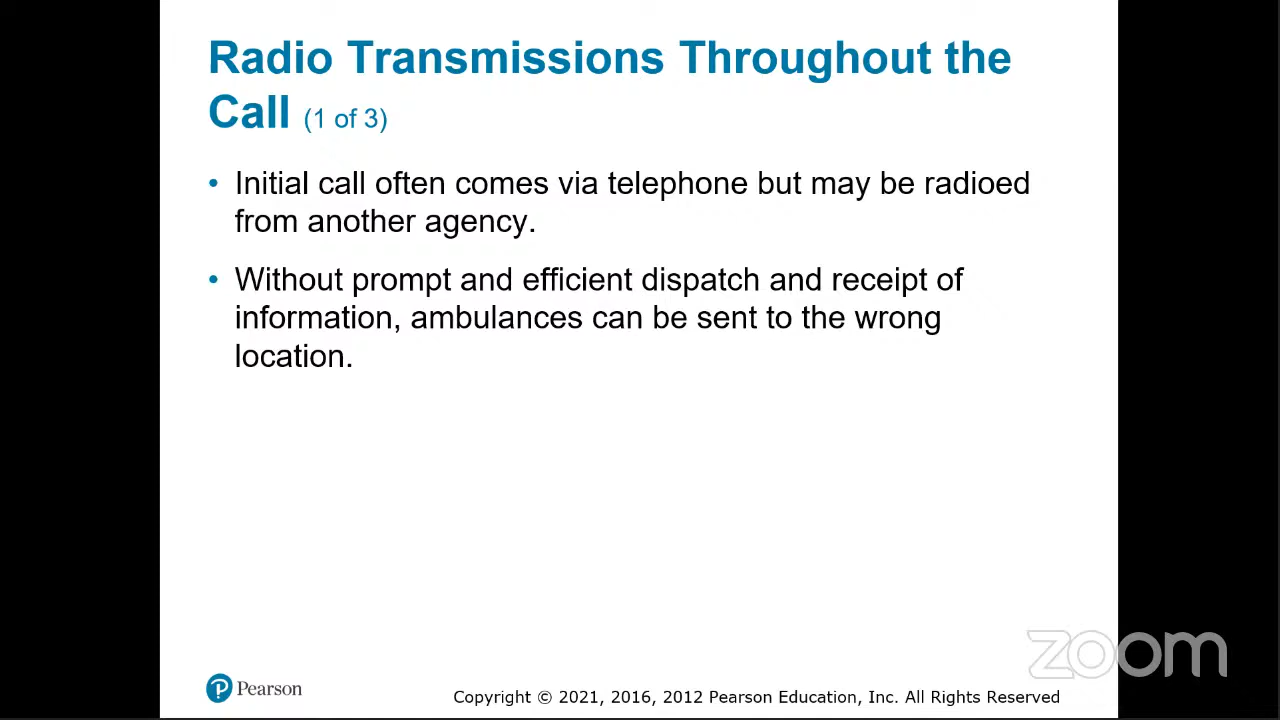 Radio Transmissions Throughout the
Call (1 of 3)
• Initial call often comes via telephone but may be radioed
from another agency.
• Without prompt and efficient dispatch and receipt of
information, ambulances can be sent to the wrong
location.
zoom
Pearson
Copyright © 2021, 2016, 2012 Pearson Education, Inc. All Rights Reserved